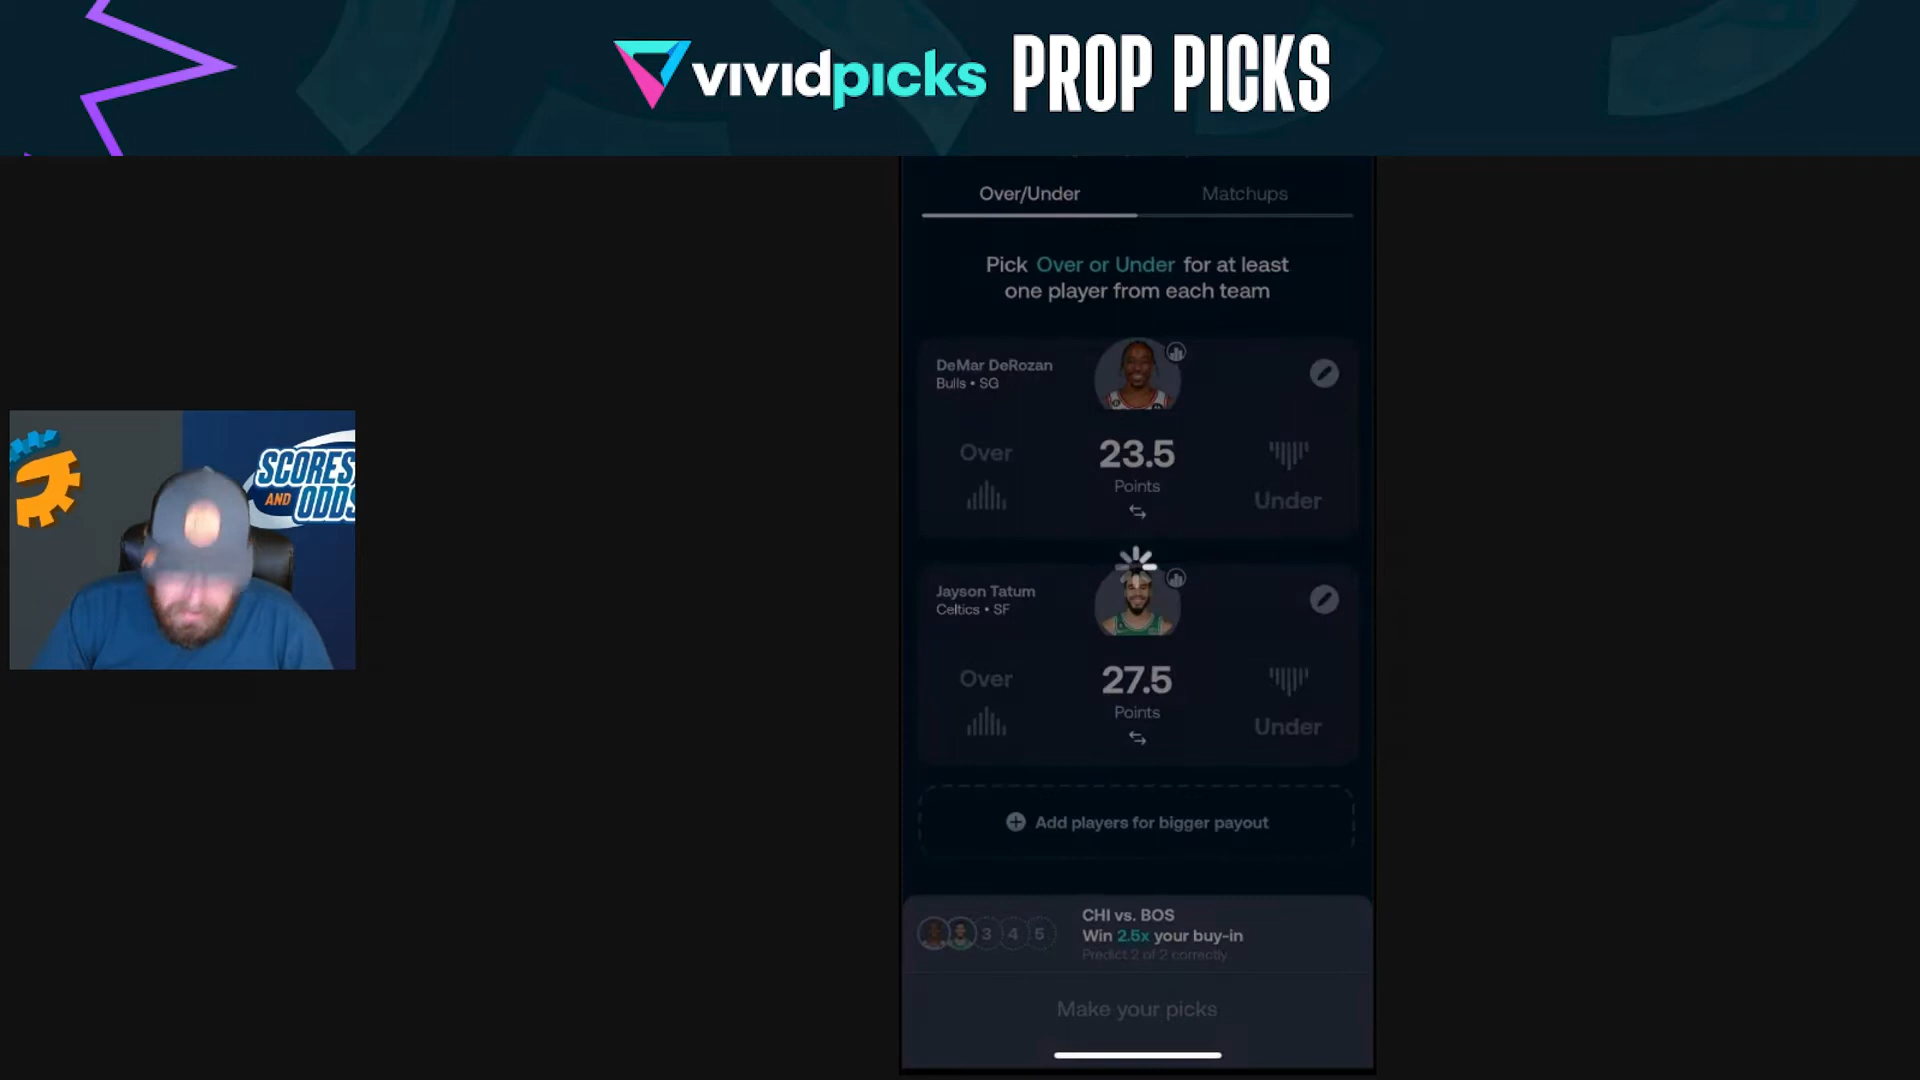 vividpicks PROP PICKS
Over/Under
Matchups
Pick Over or Under for at least
one player from each team
DeMar DeRozan
Bulls • SG
Over
23.5
Points
Under
Jayson Tatum
Celtics • SF
Over
27.5
Points
Under
Add players for bigger payout
3 4 5
CHI vs. BOS
Win 2.5x your buy-in
Predict 2 of 2 correctly
Make your picks
SCORES
AND
ODDS